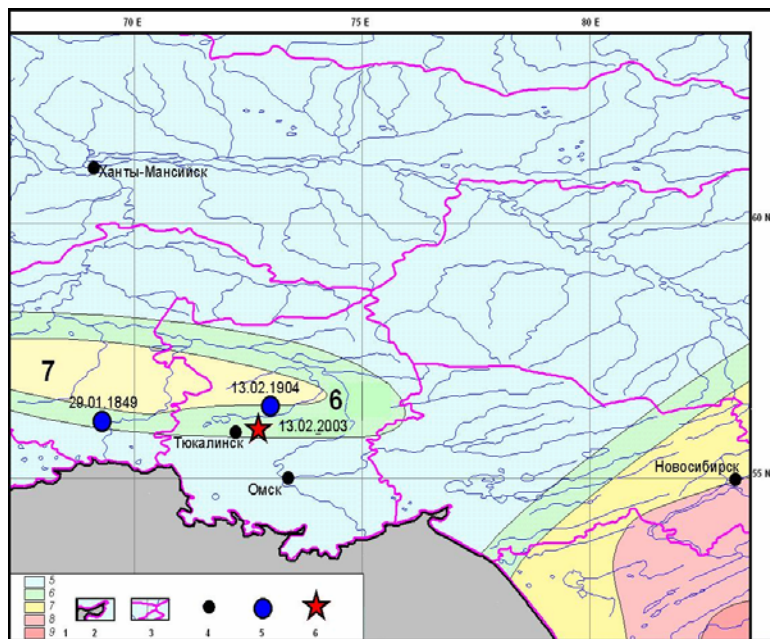 70 E 75 E 80 E
Ханты-Мансийск
60 N
7
13.02.1904
6
29.01.1849
13.02.2003
Тюкалинск
Новосибирск
Омск
55 N
5
6
7
8
9
1 2 3 4 5 6